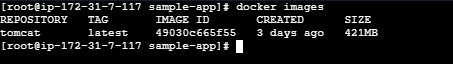 [root@ip-172-31-7-117 sample-app]# docker images
REPOSITORY TAG IMAGE ID CREATED SIZE
tomcat latest 49030c665f55 3 days ago 421MB
[root@ip-172-31-7-117 sample-app]#